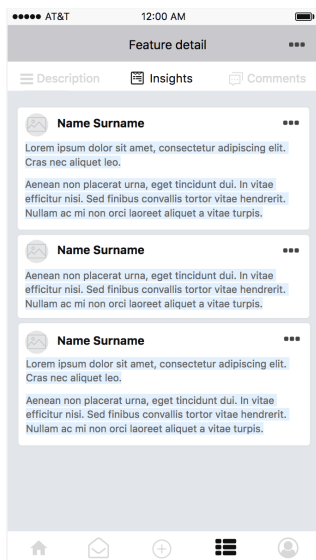 AT&T 12:00 AM
Feature detail
Description Insights Comments
Name Surname
Lorem ipsum dolor sit amet, consectetur adipiscing elit.
Cras nec aliquet leo.
Aenean non placerat urna, eget tincidunt dui. In vitae
efficitur nisi. Sed finibus convallis tortor vitae hendrerit.
Nullam ac mi non orci laoreet aliquet a vitae turpis.
Name Surname
Aenean non placerat urna, eget tincidunt dui. In vitae
efficitur nisi. Sed finibus convallis tortor vitae hendrerit.
Nullam ac mi non orci laoreet aliquet a vitae turpis.
Name Surname
Lorem ipsum dolor sit amet, consectetur adipiscing elit.
Cras nec aliquet leo.
Aenean non placerat urna, eget tincidunt dui. In vitae
efficitur nisi. Sed finibus convallis tortor vitae hendrerit.
Nullam ac mi non orci laoreet aliquet a vitae turpis.